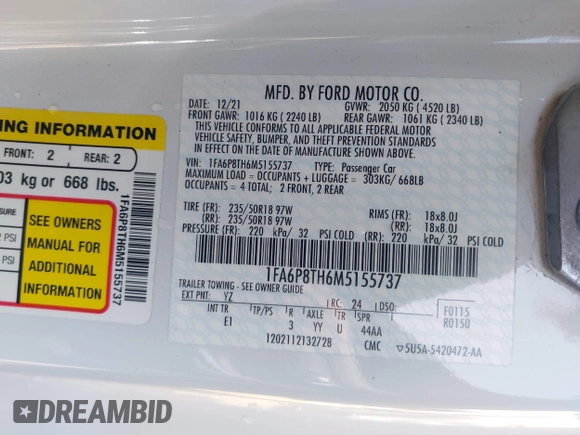 NG INFORMATION
FRONT: 2 REAR: 2
03 kg or 668 lbs.
SURE
PSI
PSI
SEE OWNERS
MANUAL FOR
ADDITIONAL
INFORMATION
1FA6P8TH6M5155737
MFD. BY FORD MOTOR CO.
12/21 GVWR: 2050 KG (4520 LB)
FRONT GAWR: 1016 KG (2240 LB) REAR GAWR: 1061 KG (2340 LB)
THIS VEHICLE CONFORMS TO ALL APPLICABLE FEDERAL MOTOR
VEHICLE SAFETY, BUMPER, AND THEFT PREVENTION STANDARDS
IN EFFECT ON THE DATE OF MANUFACTURE SHOWN ABOVE.
VIN: 1FA6P8TH6M5155737 TYPE: Passenger Car
MAXIMUM LOAD = OCCUPANTS + LUGGAGE = 303KG/ 668LB
OCCUPANTS = 4 TOTAL; 2 FRONT, 2 REAR
TIRE (FR): 235/50R18 97W RIMS (FR): 18x8.0J
(RR): 235/50R18 97W (RR): 18x8.0J
PRESSURE (FR): 220 kPa/ 32 PSI COLD (RR): 220 kPa/ 32 PSI COLD
1FA6P8TH6M5155737
TRAILER TOWING - SEE OWNER GUIDE
EXT PNT: YZ RC: 24 DSO: F0115
INT TR TP/PS R AXLE TR SPR R0150
E1 3 YY U 44AA
1202112132728 CMC 5U5A-5420472-AA
DREAMBID